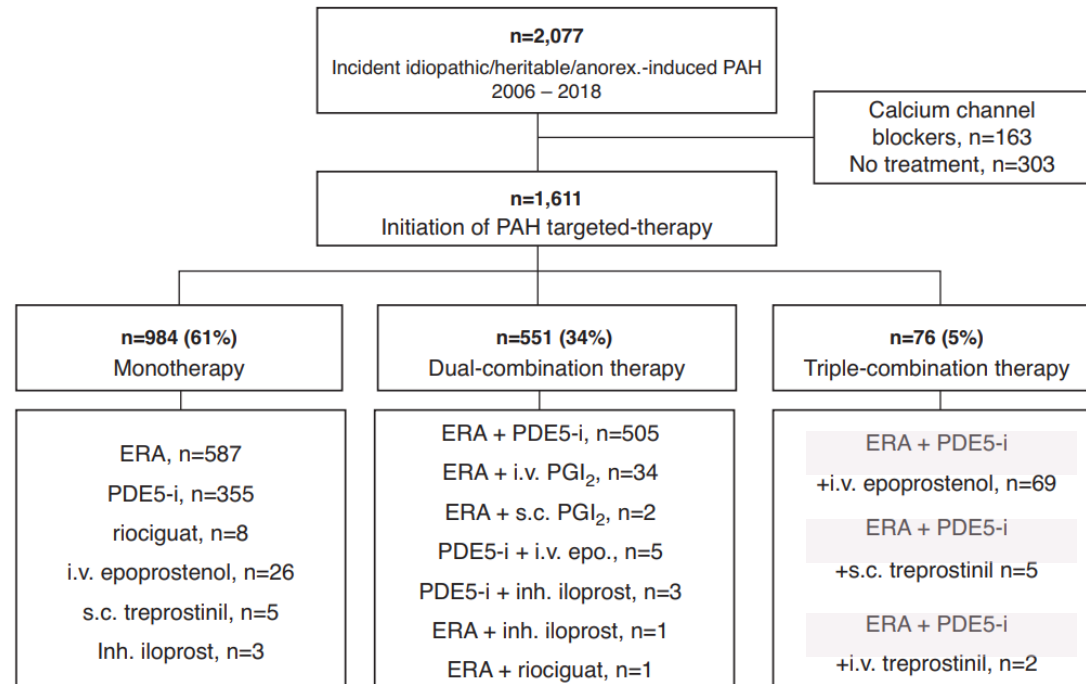 n=2,077
Incident idiopathic/heritable/anorex.-induced PAH
2006 – 2018
Calcium channel
blockers, n=163
No treatment, n=303
n=1,611
Initiation of PAH targeted-therapy
n=984 (61%)
Monotherapy
n=551 (34%)
Dual-combination therapy
n=76 (5%)
Triple-combination therapy
ERA, n=587
PDE5-i, n=355
riociguat, n=8
i.v. epoprostenol, n=26
s.c. treprostinil, n=5
Inh. iloprost, n=3
ERA + PDE5-i, n=505
ERA + i.v. PGI₂, n=34
ERA + s.c. PGI₂, n=2
PDE5-i + i.v. epo., n=5
PDE5-i + inh. iloprost, n=3
ERA + inh. iloprost, n=1
ERA + riociguat, n=1
ERA + PDE5-i
+i.v. epoprostenol, n=69
ERA + PDE5-i
+s.c. treprostinil n=5
ERA + PDE5-i
+i.v. treprostinil, n=2